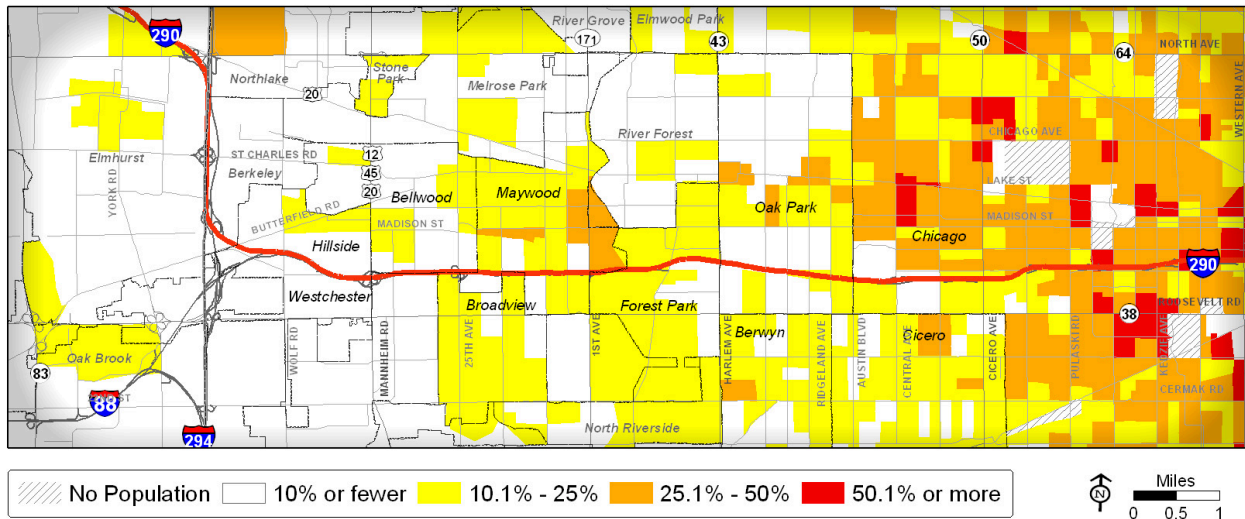 River Grove
Elmwood Park
290
171
43
50
64
NORTH AVE
Northlake
Stone
Park
Melrose Park
20
WESTERN AVE
River Forest
CHICAGO AVE
Elmhurst
ST CHARLES RD
12
Berkeley
45
LAKE ST
YORK RD
20
Bellwood
Maywood
Oak Park
BUTTERFIELD RD
MADISON ST
MADISON ST
Hillside
Chicago
290
Westchester
Broadview
Forest Park
ROOSEVELT RD
38
Berwyn
Cicero
Oak Brook
83
WOLF RD
MANNHEIM RD
25TH AVE
1ST AVE
HARLEM AVE
RIDGELAND AVE
AUSTIN BLVD
CENTRAL AVE
CICERO AVE
PULASKI RD
KEDZIE AVE
CERMAK RD
88
ST
294
North Riverside
No Population
10% or fewer
10.1% - 25%
25.1% - 50%
50.1% or more
N
Miles
0 0.5 1